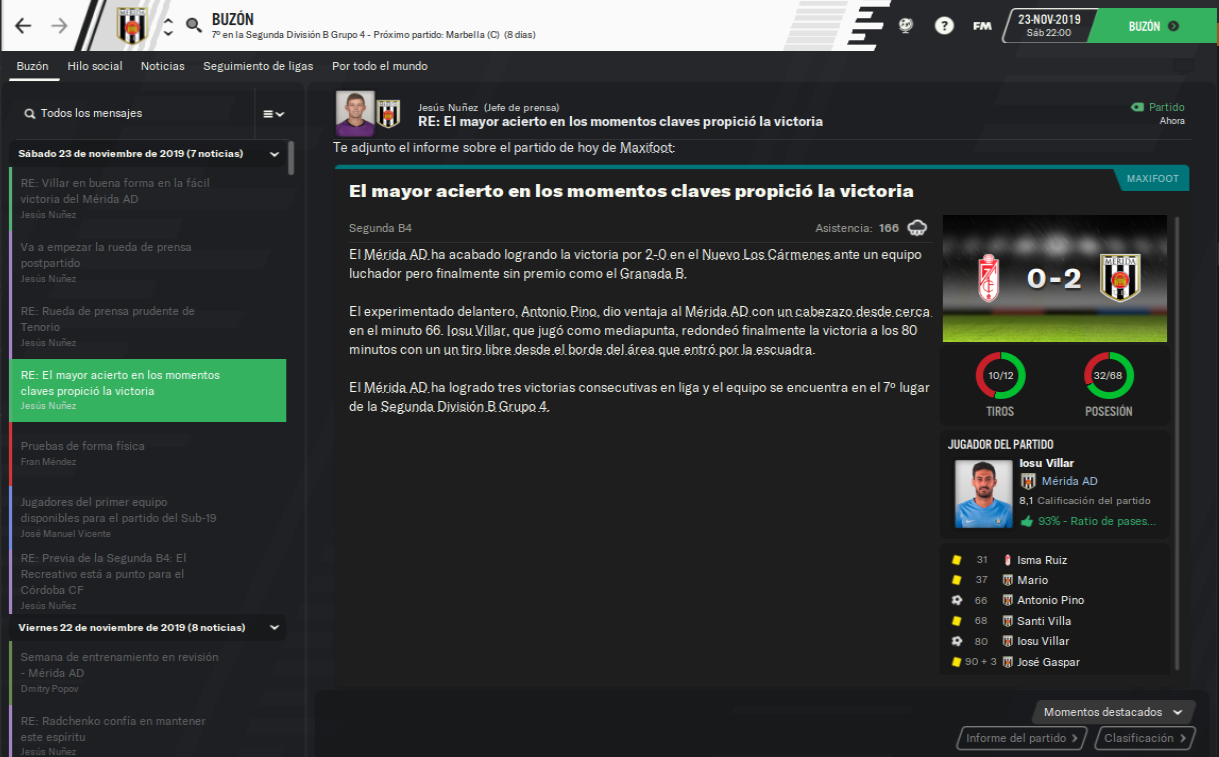 BUZÓN
7º en la Segunda División B Grupo 4 - Próximo partido: Marbella (C) (8 días)
FM
23-NOV-2019
Sáb 22:00
BUZÓN
Buzón
Hilo social
Noticias
Seguimiento de ligas
Por todo el mundo
Todos los mensajes
Sábado 23 de noviembre de 2019 (7 noticias)
RE: Villar en buena forma en la fácil
victoria del Mérida AD
Jesús Nuñez
Va a empezar la rueda de prensa
postpartido
Jesús Nuñez
RE: Rueda de prensa prudente de
Tenorio
Jesús Nuñez
RE: El mayor acierto en los momentos
claves propició la victoria
Jesús Nuñez
Pruebas de forma física
Fran Méndez
Jugadores del primer equipo
disponibles para el partido del Sub-19
José Manuel Vicente
RE: Previa de la Segunda B4: El
Recreativo está a punto para el
Córdoba CF
Jesús Nuñez
Viernes 22 de noviembre de 2019 (8 noticias)
Semana de entrenamiento en revisión
- Mérida AD
Dmitry Popov
RE: Radchenko confía en mantener
este espíritu
Jesús Nuñez
Jesús Nuñez (Jefe de prensa)
RE: El mayor acierto en los momentos claves propició la victoria
Partido
Ahora
Te adjunto el informe sobre el partido de hoy de Maxifoot:
MAXIFOOT
El mayor acierto en los momentos claves propició la victoria
Segunda B4
Asistencia: 166
El Mérida AD ha acabado logrando la victoria por 2-0 en el Nuevo Los Cármenes ante un equipo
luchador pero finalmente sin premio como el Granada B.
El experimentado delantero, Antonio Pino, dio ventaja al Mérida AD con un cabezazo desde cerca
en el minuto 66. Iosu Villar, que jugó como mediapunta, redondeó finalmente la victoria a los 80
minutos con un un tiro libre desde el borde del área que entró por la escuadra.
El Mérida AD ha logrado tres victorias consecutivas en liga y el equipo se encuentra en el 7º lugar
de la Segunda División B Grupo 4.
0-2
MÉRIDA
10/12
TIROS
32/68
POSESIÓN
JUGADOR DEL PARTIDO
Iosu Villar
Mérida AD
8,1 Calificación del partido
93% - Ratio de pases...
31 Isma Ruiz
37 Mario
66 Antonio Pino
68 Santi Villa
80 Iosu Villar
90 + 3 José Gaspar
Momentos destacados
Informe del partido
Clasificación